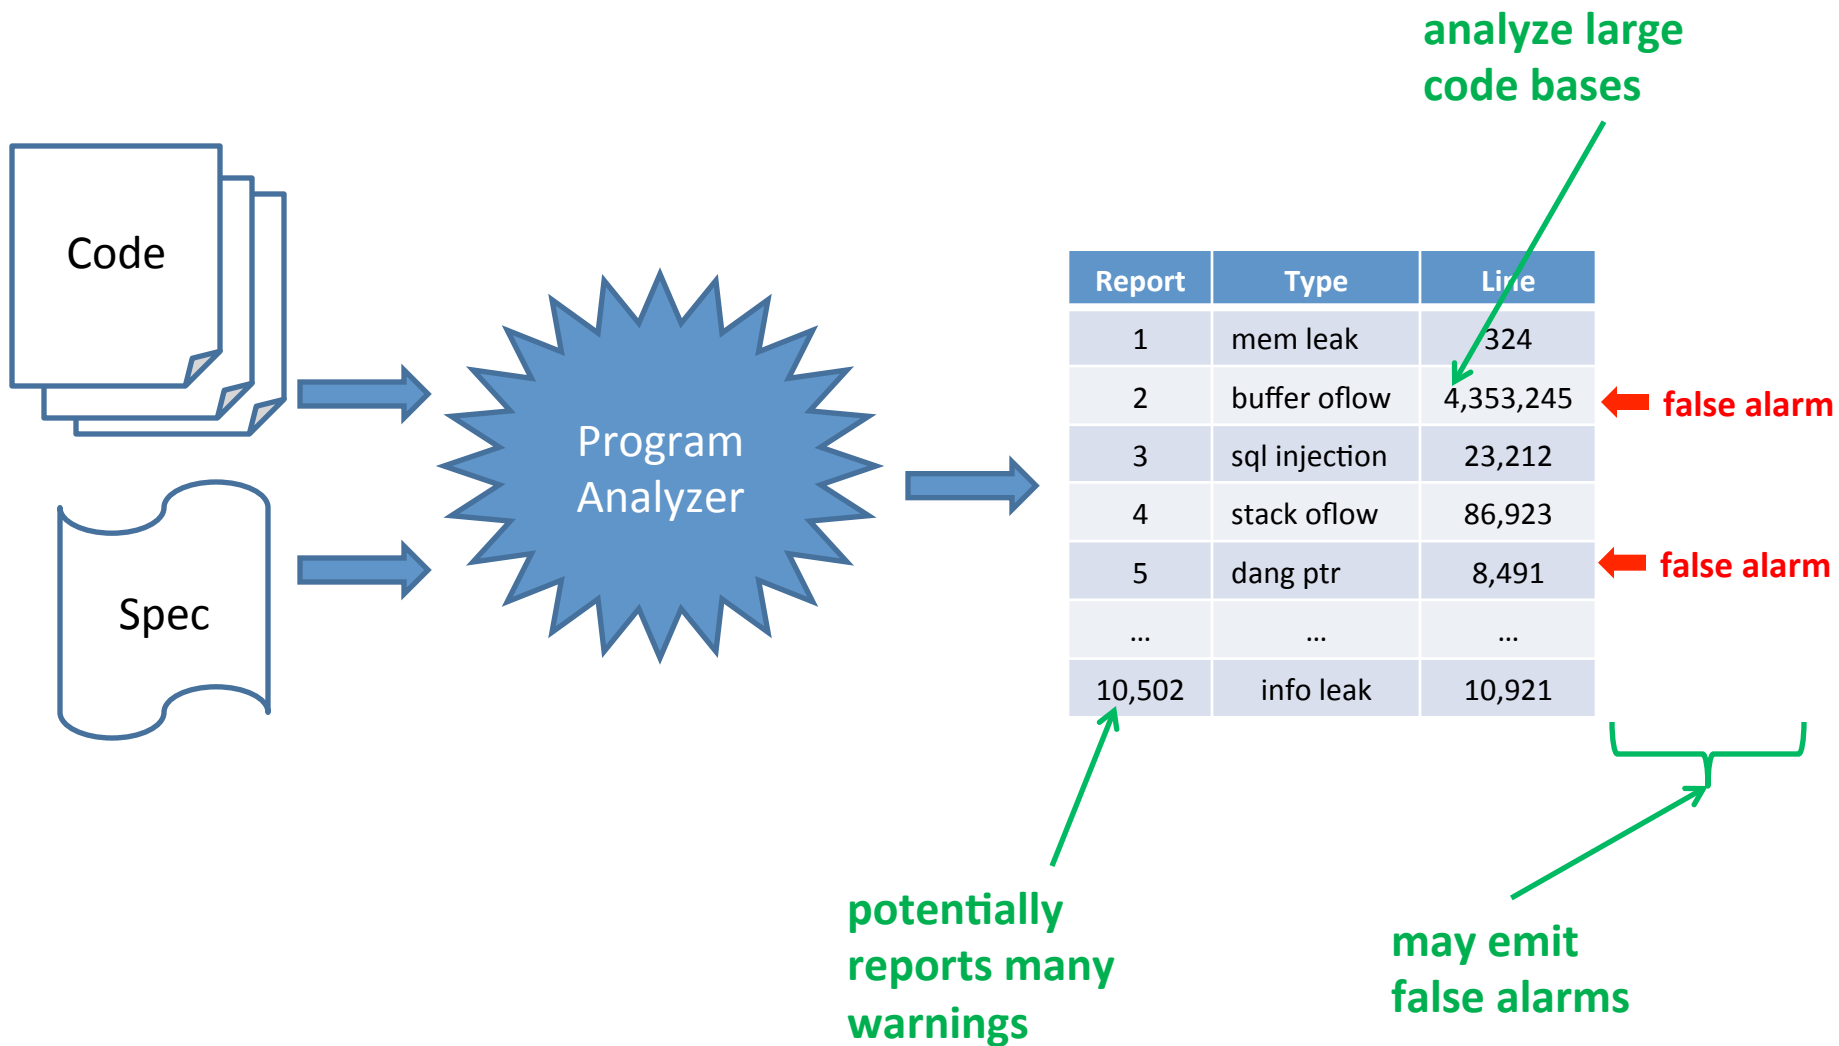 analyze large
code bases
Code
Spec
Program
Analyzer
Report Type Line
1 mem leak 324
2 buffer oflow 4,353,245
false alarm
3 sql injection 23,212
4 stack oflow 86,923
5 dang ptr 8,491
false alarm
... ... ...
10,502 info leak 10,921
potentially
reports many
warnings
may emit
false alarms